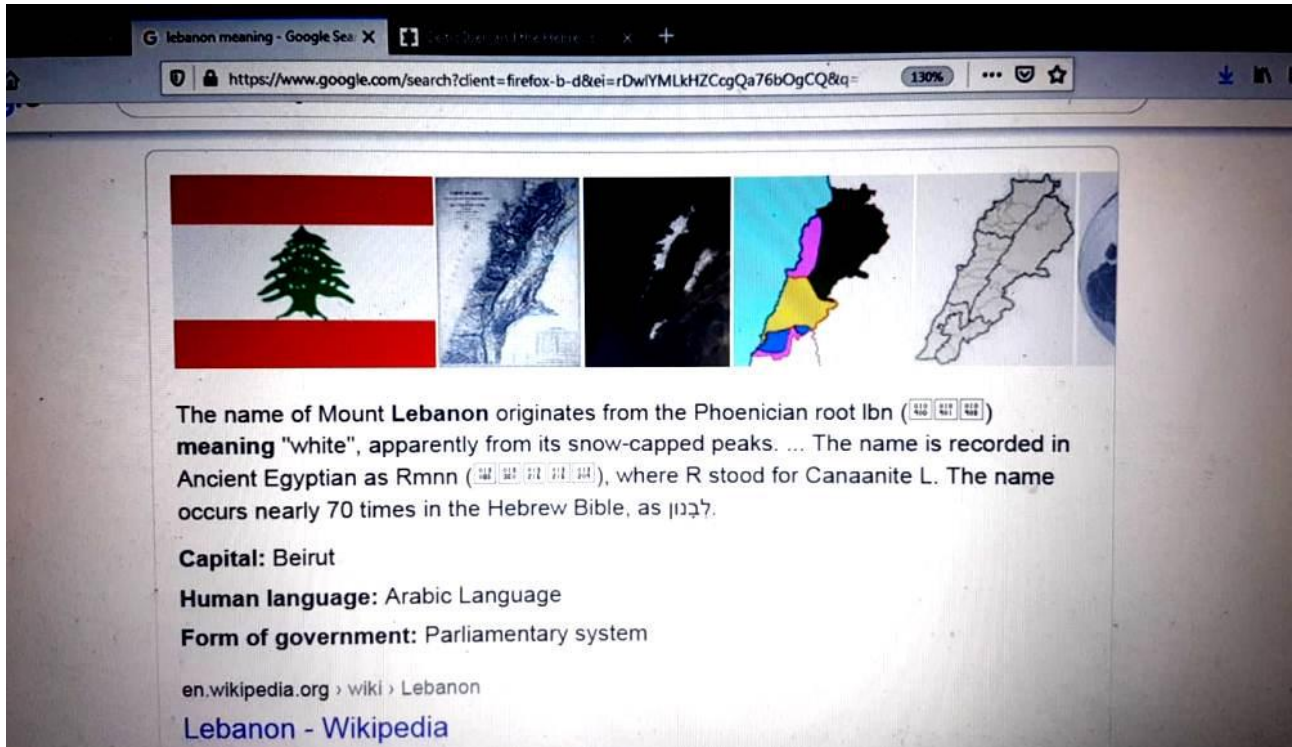 lebanon meaning - Google Sea
https://www.google.com/search?client=firefox-b-d&ei=rDwlYMLkHZCcgQa76bOgCQ&q=
130%
The name of Mount Lebanon originates from the Phoenician root lbn ()
meaning "white", apparently from its snow-capped peaks. ... The name is recorded in
Ancient Egyptian as Rmnn (), where R stood for Canaanite L. The name
occurs nearly 70 times in the Hebrew Bible, as לְבָנוֹן.
Capital: Beirut
Human language: Arabic Language
Form of government: Parliamentary system
en.wikipedia.org › wiki › Lebanon
Lebanon - Wikipedia